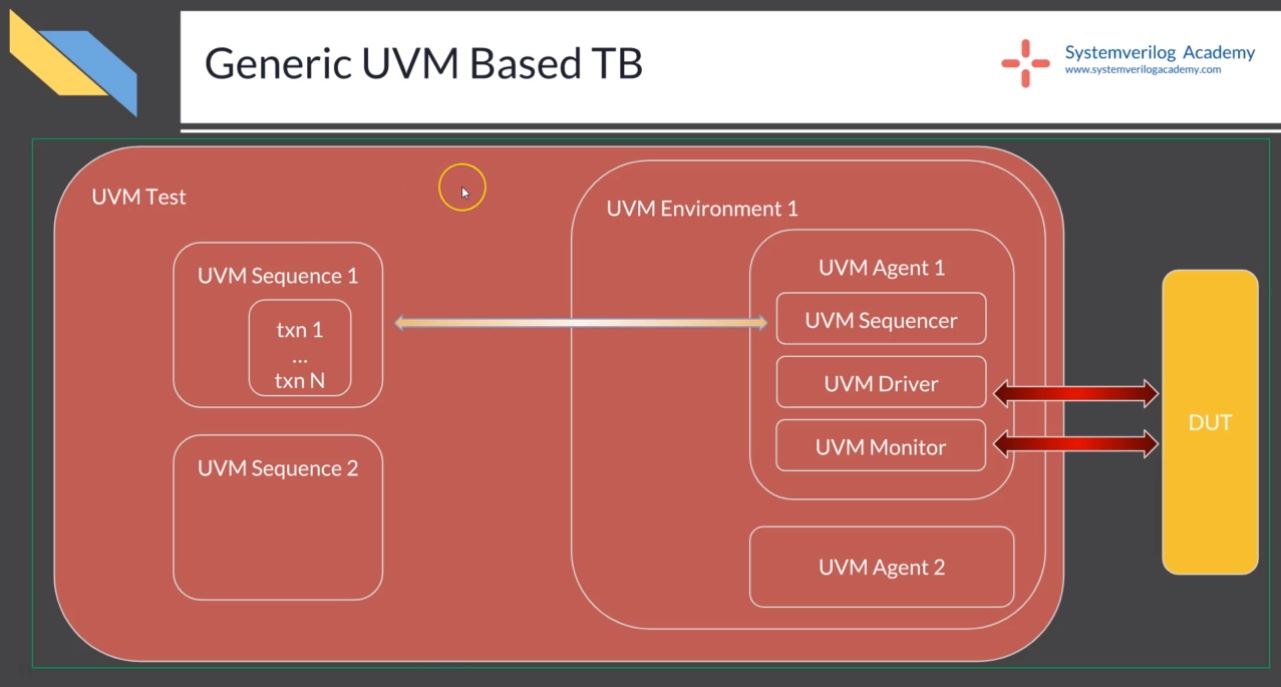 Generic UVM Based TB
Systemverilog Academy
www.systemverilogacademy.com
UVM Test
UVM Sequence 1
txn 1
...
txn N
UVM Sequence 2
UVM Environment 1
UVM Agent 1
UVM Sequencer
UVM Driver
UVM Monitor
UVM Agent 2
DUT